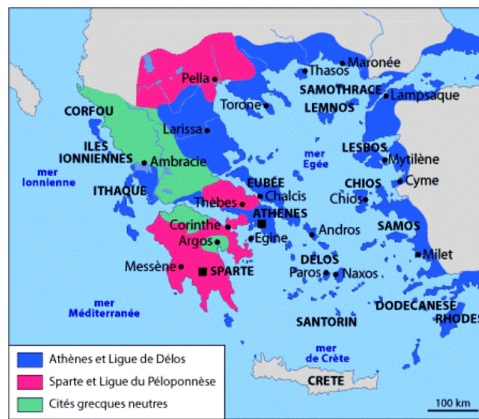 Maronée
Thasos
Pella
SAMOTHRACE
Lampsaque
Torone
LEMNOS
CORFOU
Larissa
ILES
IONNIENNES
mer
Ionnienne
Ambracie
mer
Egée
LESBOS
Mytilène
ITHAQUE
EUBÉE
Chalcis
CHIOS
Cyme
Thèbes
ATHÈNES
Chios
Corinthe
SAMOS
Argos
Egine
Andros
Messène
SPARTE
DÉLOS
Milet
Paros
Naxos
mer
Méditerranée
DODECANESE
RHODES
SANTORIN
mer
de Crète
CRETE
Athènes et Ligue de Délos
Sparte et Ligue du Péloponnèse
Cités grecques neutres
100 km